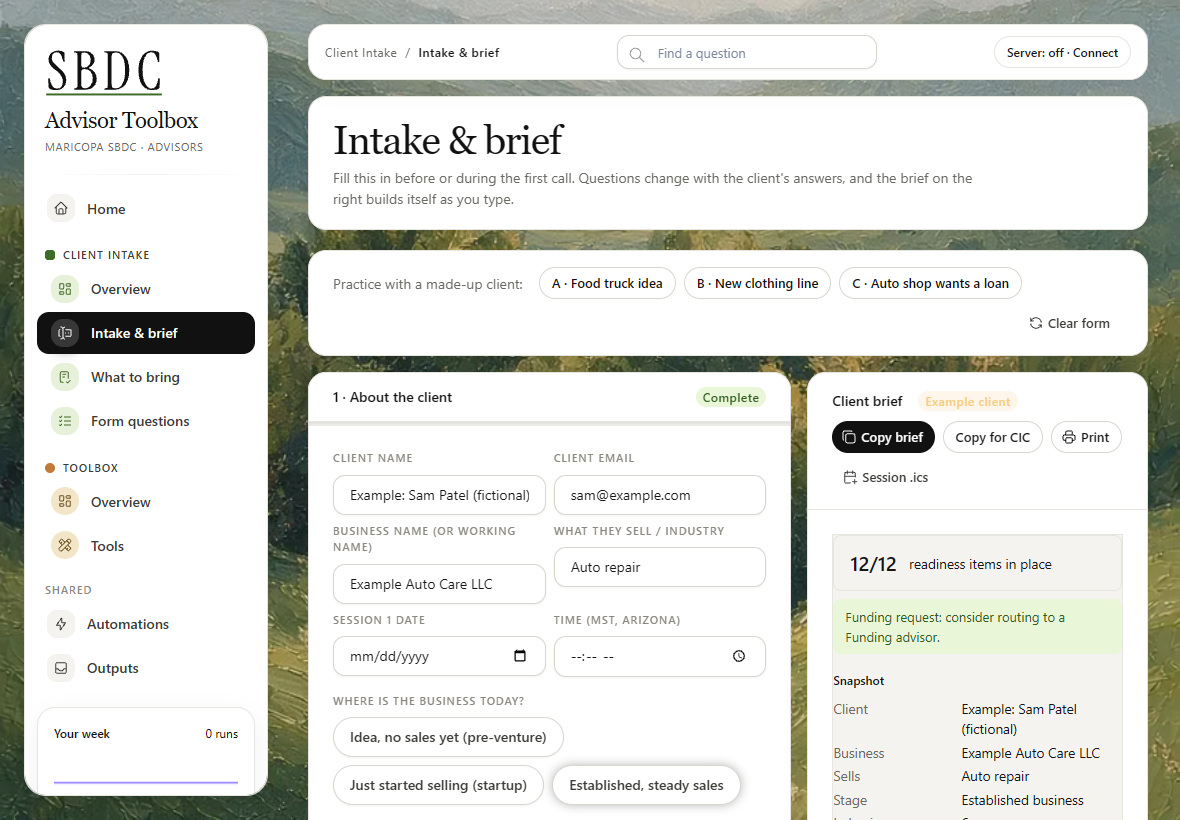 SBDC
Advisor Toolbox
MARICOPA SBDC · ADVISORS
Home
CLIENT INTAKE
Overview
Intake & brief
What to bring
Form questions
TOOLBOX
Overview
Tools
SHARED
Automations
Outputs
Your week 0 runs
Client Intake / Intake & brief
Find a question
Server: off · Connect
Intake & brief
Fill this in before or during the first call. Questions change with the client's answers, and the brief on the
right builds itself as you type.
Practice with a made-up client: A · Food truck idea B · New clothing line C · Auto shop wants a loan
Clear form
1 · About the client Complete
CLIENT NAME CLIENT EMAIL
Example: Sam Patel (fictional) sam@example.com
BUSINESS NAME (OR WORKING
NAME)
WHAT THEY SELL / INDUSTRY
Example Auto Care LLC
Auto repair
SESSION 1 DATE TIME (MST, ARIZONA)
mm/dd/yyyy --:-- --
WHERE IS THE BUSINESS TODAY?
Idea, no sales yet (pre-venture)
Just started selling (startup) Established, steady sales
Client brief Example client
Copy brief Copy for CIC Print
Session .ics
12/12 readiness items in place
Funding request: consider routing to a
Funding advisor.
Snapshot
Client Example: Sam Patel
(fictional)
Business Example Auto Care LLC
Sells Auto repair
Stage Established business